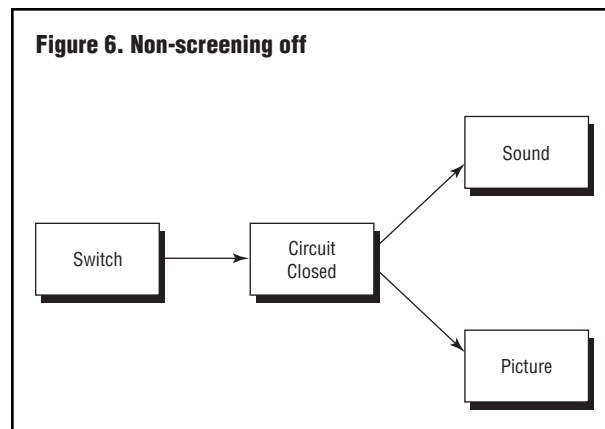 Figure 6. Non-screening off
Sound
Switch
Circuit
Closed
Picture